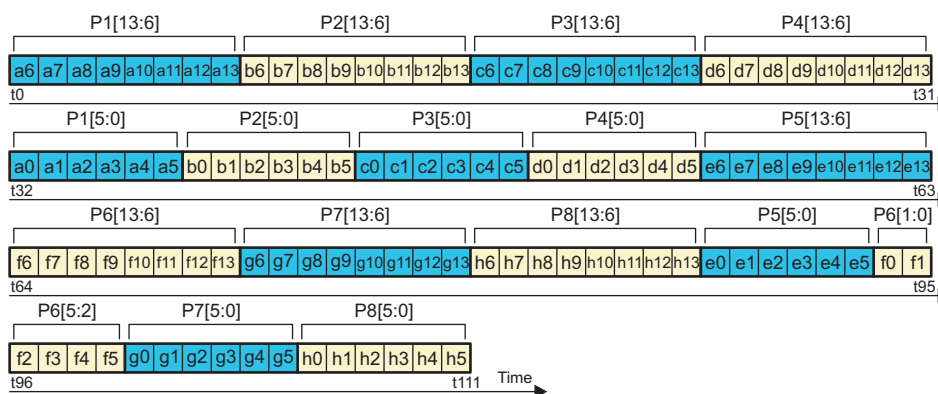 P1[13:6] P2[13:6] P3[13:6] P4[13:6]
a6 a7 a8 a9 a10 a11 a12 a13 b6 b7 b8 b9 b10 b11 b12 b13 c6 c7 c8 c9 c10 c11 c12 c13 d6 d7 d8 d9 d10 d11 d12 d13
t0 t31
P1[5:0] P2[5:0] P3[5:0] P4[5:0] P5[13:6]
a0 a1 a2 a3 a4 a5 b0 b1 b2 b3 b4 b5 c0 c1 c2 c3 c4 c5 d0 d1 d2 d3 d4 d5 e6 e7 e8 e9 e10 e11 e12 e13
t32 t63
P6[13:6] P7[13:6] P8[13:6] P5[5:0] P6[1:0]
f6 f7 f8 f9 f10 f11 f12 f13 g6 g7 g8 g9 g10 g11 g12 g13 h6 h7 h8 h9 h10 h11 h12 h13 e0 e1 e2 e3 e4 e5 f0 f1
t64 t95
P6[5:2] P7[5:0] P8[5:0]
f2 f3 f4 f5 g0 g1 g2 g3 g4 g5 h0 h1 h2 h3 h4 h5
t96 t111 Time